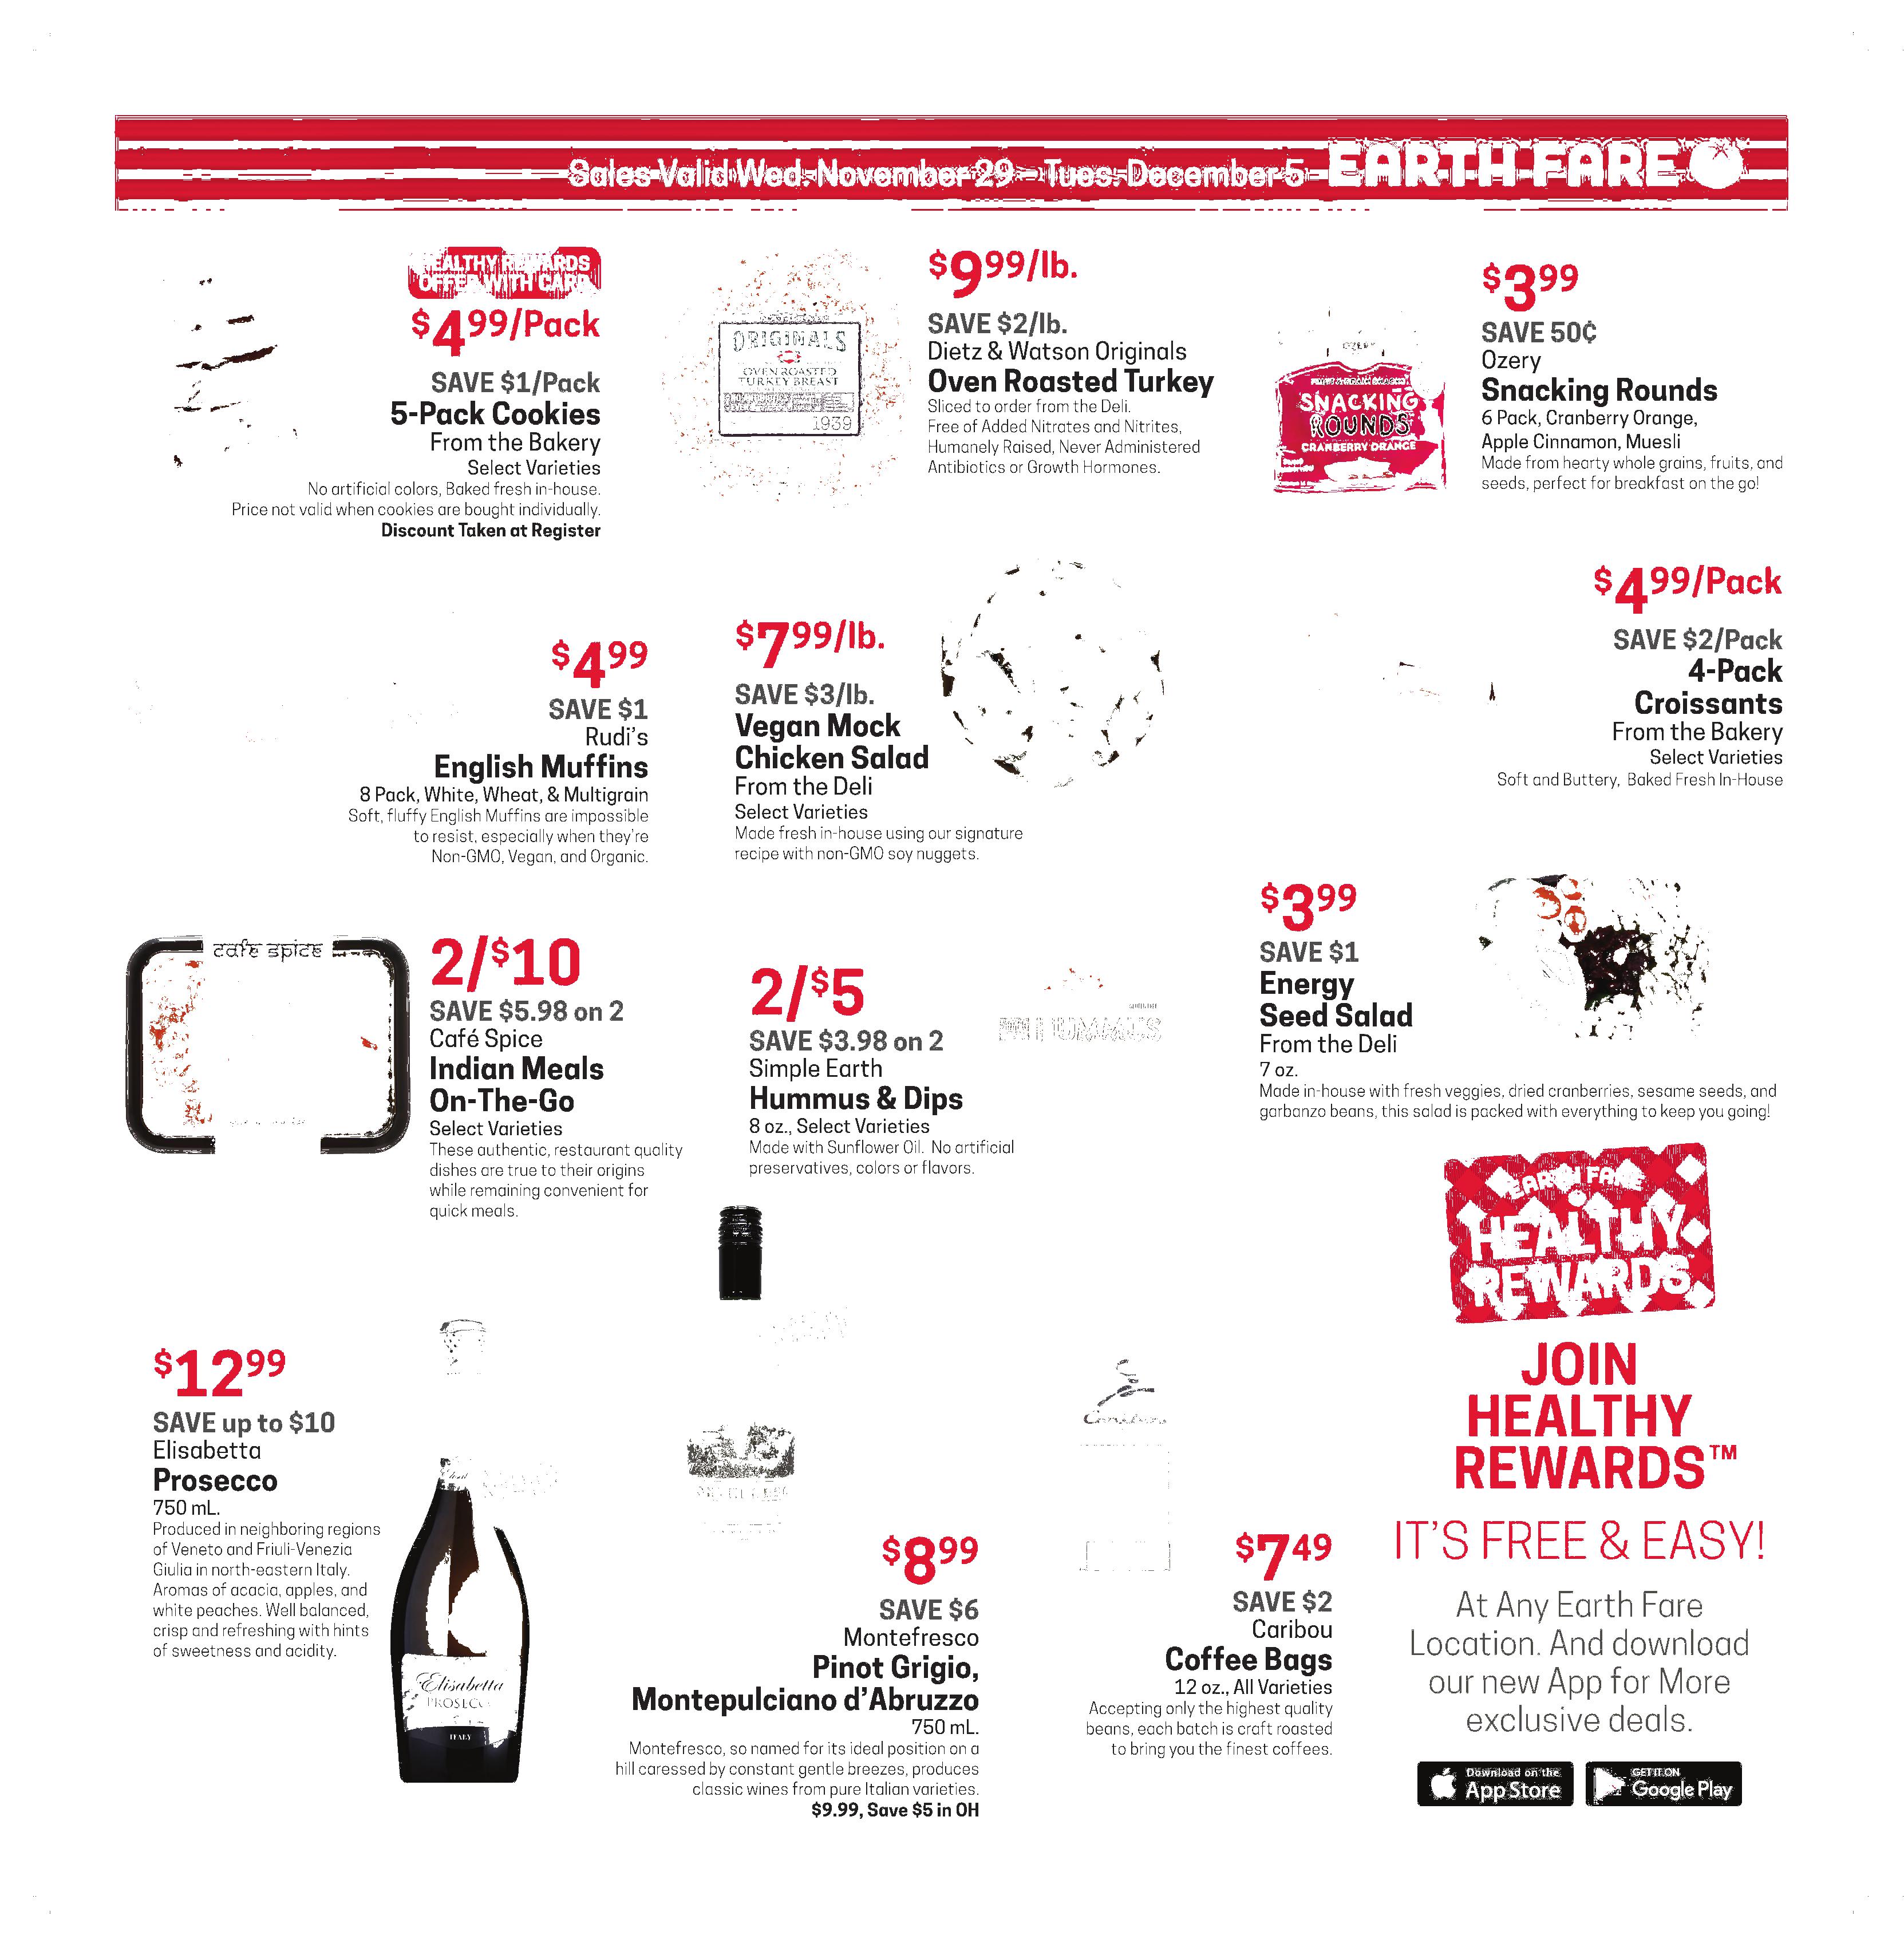 Sales Valid Wed. November 29 - Tues. December 5 EARTH FARE
HEALTHY REWARDS
OFFER WITH CARD
$4.99/Pack
SAVE $1/Pack
5-Pack Cookies
From the Bakery
Select Varieties
No artificial colors, Baked fresh in-house.
Price not valid when cookies are bought individually.
Discount Taken at Register
ORIGINALS
OVEN ROASTED
TURKEY BREAST
1939
$9.99/lb.
SAVE $2/lb.
Dietz & Watson Originals
Oven Roasted Turkey
Sliced to order from the Deli.
Free of Added Nitrates and Nitrites,
Humanely Raised, Never Administered
Antibiotics or Growth Hormones.
OZERY
SNACKING
ROUNDS
CRANBERRY ORANGE
$3.99
SAVE 50¢
Ozery
Snacking Rounds
6 Pack, Cranberry Orange,
Apple Cinnamon, Muesli
Made from hearty whole grains, fruits, and
seeds, perfect for breakfast on the go!
$4.99
SAVE $1
Rudi's
English Muffins
8 Pack, White, Wheat, & Multigrain
Soft, fluffy English Muffins are impossible
to resist, especially when they're
Non-GMO, Vegan, and Organic.
$7.99/lb.
SAVE $3/lb.
Vegan Mock
Chicken Salad
From the Deli
Select Varieties
Made fresh in-house using our signature
recipe with non-GMO soy nuggets.
$4.99/Pack
SAVE $2/Pack
4-Pack
Croissants
From the Bakery
Select Varieties
Soft and Buttery, Baked Fresh In-House
cafe spice
2/$10
SAVE $5.98 on 2
Café Spice
Indian Meals
On-The-Go
Select Varieties
These authentic, restaurant quality
dishes are true to their origins
while remaining convenient for
quick meals.
2/$5
SAVE $3.98 on 2
Simple Earth
Hummus & Dips
8 oz., Select Varieties
Made with Sunflower Oil. No artificial
preservatives, colors or flavors.
HUMMUS
$3.99
SAVE $1
Energy
Seed Salad
From the Deli
7 oz.
Made in-house with fresh veggies, dried cranberries, sesame seeds, and
garbanzo beans, this salad is packed with everything to keep you going!
$12.99
SAVE up to $10
Elisabetta
Prosecco
750 mL.
Produced in neighboring regions
of Veneto and Friuli-Venezia
Giulia in north-eastern Italy.
Aromas of acacia, apples, and
white peaches. Well balanced,
crisp and refreshing with hints
of sweetness and acidity.
Elisabetta
PROSECCO
ITALY
$8.99
SAVE $6
Montefresco
Pinot Grigio,
Montepulciano d'Abruzzo
750 mL.
Montefresco, so named for its ideal position on a
hill caressed by constant gentle breezes, produces
classic wines from pure Italian varieties.
$9.99, Save $5 in OH
Caribou
$7.49
SAVE $2
Caribou
Coffee Bags
12 oz., All Varieties
Accepting only the highest quality
beans, each batch is craft roasted
to bring you the finest coffees.
EARTH FARE
HEALTHY
REWARDS
JOIN
HEALTHY
REWARDS™
IT'S FREE & EASY!
At Any Earth Fare
Location. And download
our new App for More
exclusive deals.
Download on the
App Store
GET IT ON
Google Play